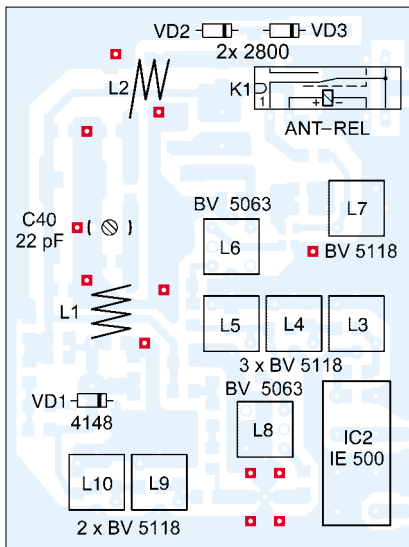 VD2 VD3
2x 2800
L2
K1
1
+ -
ANT-REL
C40
22 pF
BV 5063
L6
L7
BV 5118
L1
L5 L4 L3
3 x BV 5118
BV 5063
VD1
4148
L8
IC2
IE 500
L10 L9
2 x BV 5118